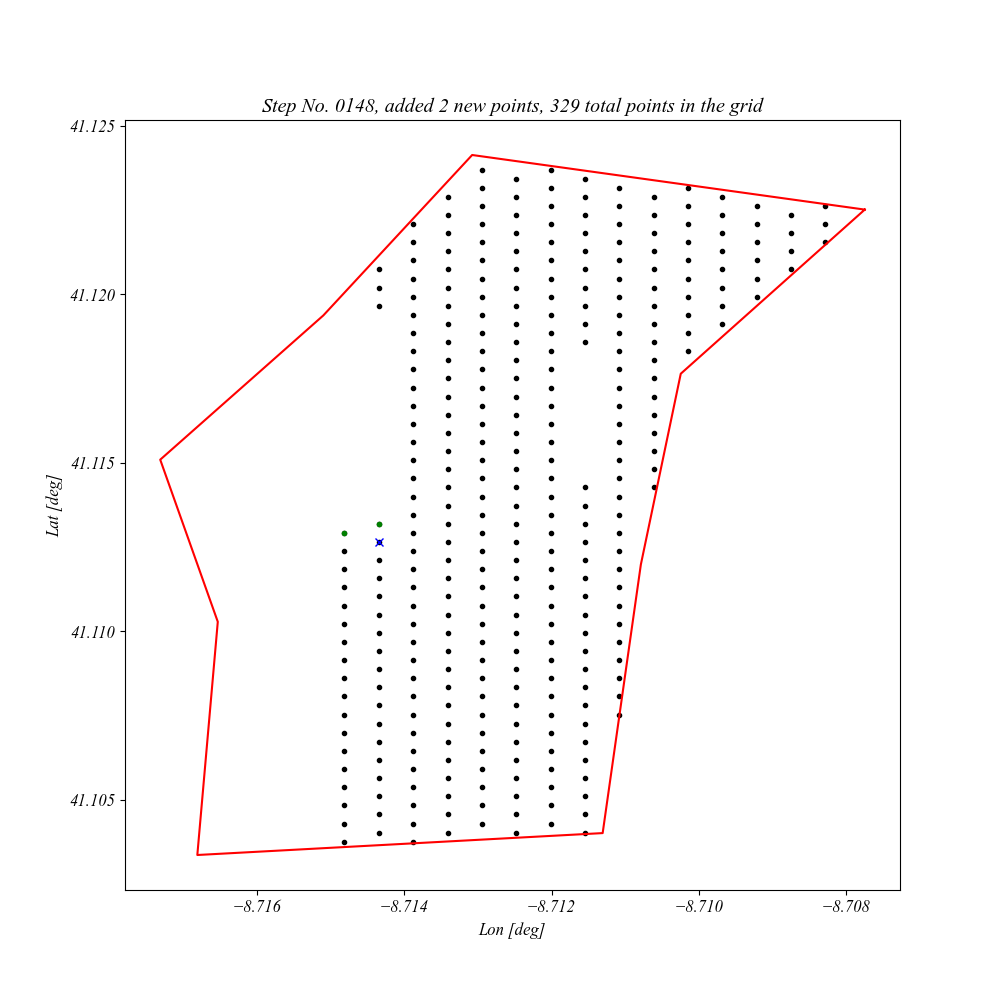 Step No. 0148, added 2 new points, 329 total points in the grid
41.125
41.120
41.115
41.110
41.105
Lat [deg]
−8.716 −8.714 −8.712 −8.710 −8.708
Lon [deg]